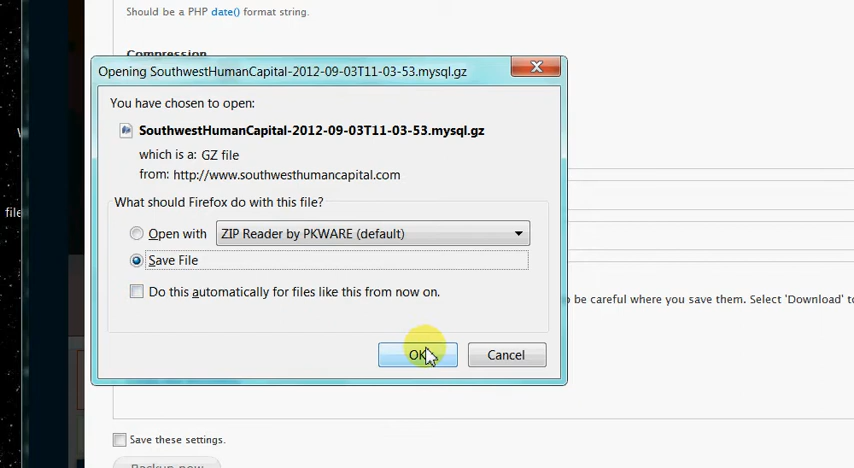 Should be a PHP date() format string.
Compression
Opening SouthwestHumanCapital-2012-09-03T11-03-53.mysql.gz
You have chosen to open:
SouthwestHumanCapital-2012-09-03T11-03-53.mysql.gz
which is a: GZ file
from: http://www.southwesthumancapital.com
What should Firefox do with this file?
file
Open with ZIP Reader by PKWARE (default)
Save File
Do this automatically for files like this from now on.
o be careful where you save them. Select 'Download' to
OK Cancel
Save these settings.
Backup now